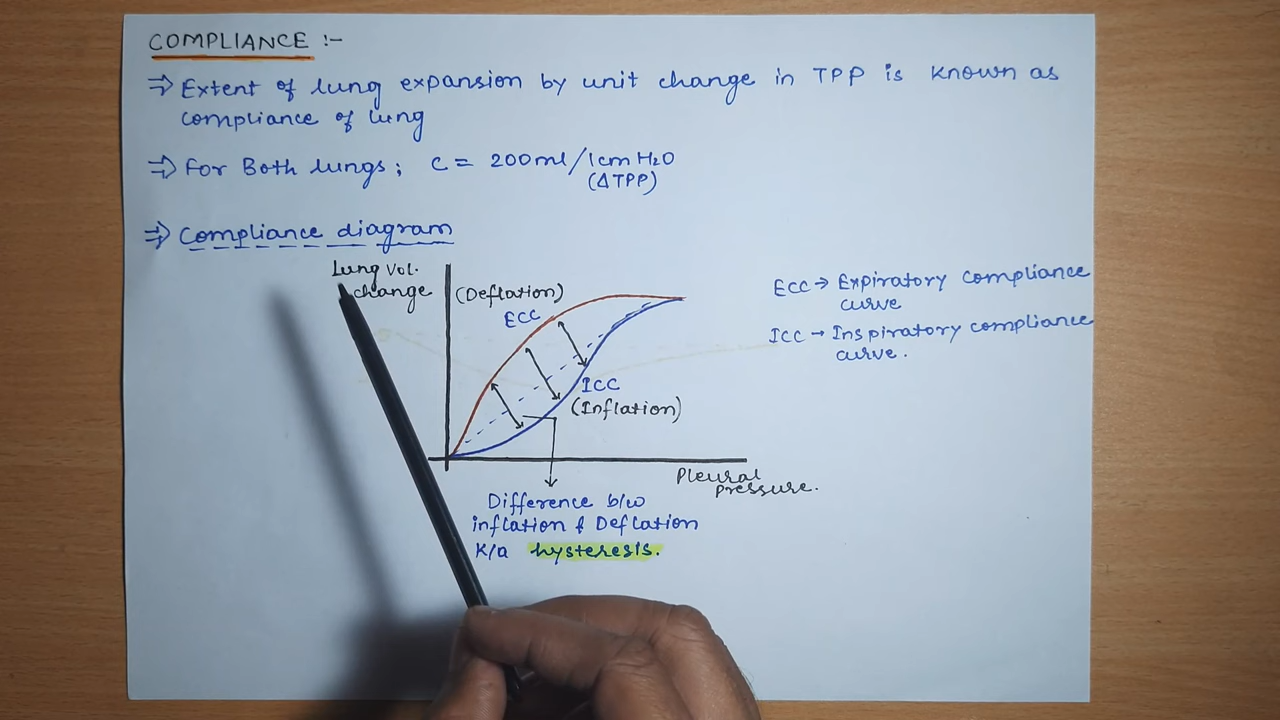 COMPLIANCE :-
⇒ Extent of lung expansion by unit change in TPP is known as
compliance of lung
⇒ For Both lungs; C = 200ml/1cm H2O
(ΔTPP)
⇒ Compliance diagram
Lung Vol.
change
(Deflation)
ECC
ICC
(Inflation)
Pleural
pressure.
Difference b/w
inflation & Deflation
K/a hysteresis.
ECC → Expiratory compliance
curve
ICC → Inspiratory compliance
curve.